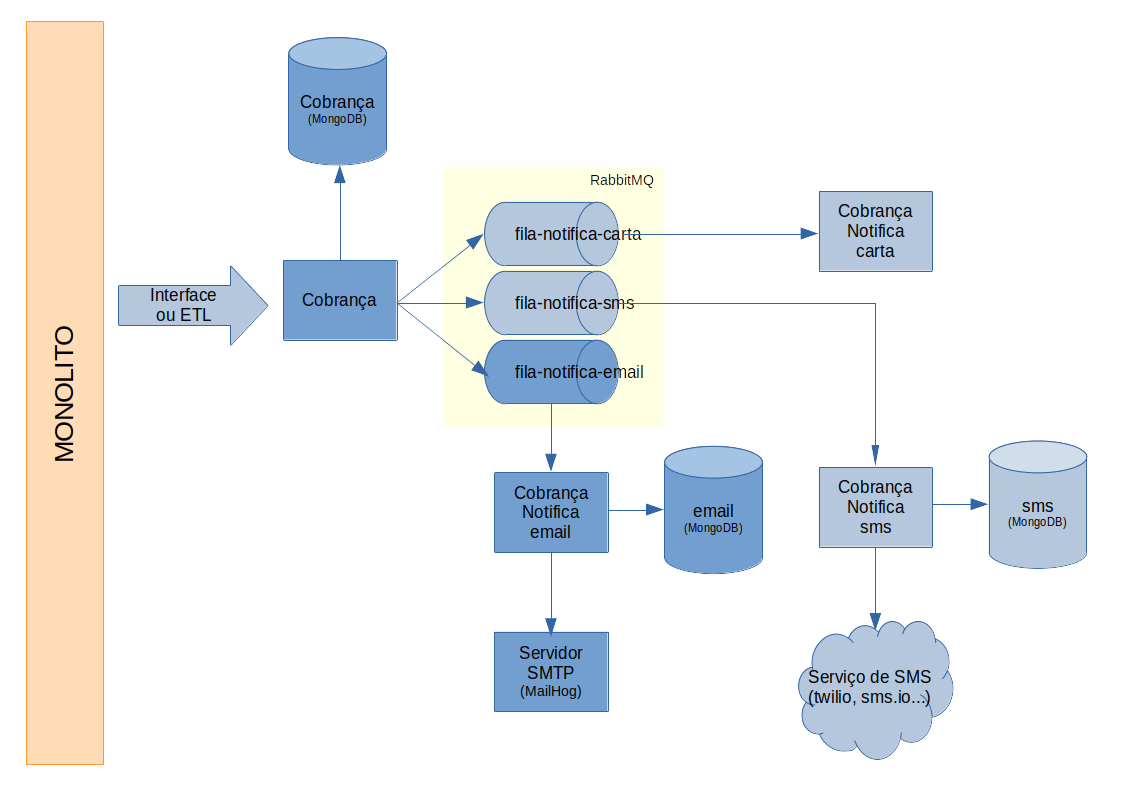 MONOLITO
Interface
ou ETL
Cobrança
(MongoDB)
Cobrança
RabbitMQ
fila-notifica-carta
fila-notifica-sms
fila-notifica-email
Cobrança
Notifica
carta
Cobrança
Notifica
email
email
(MongoDB)
Servidor
SMTP
(MailHog)
Cobrança
Notifica
sms
sms
(MongoDB)
Serviço de SMS
(twilio, sms.io...)